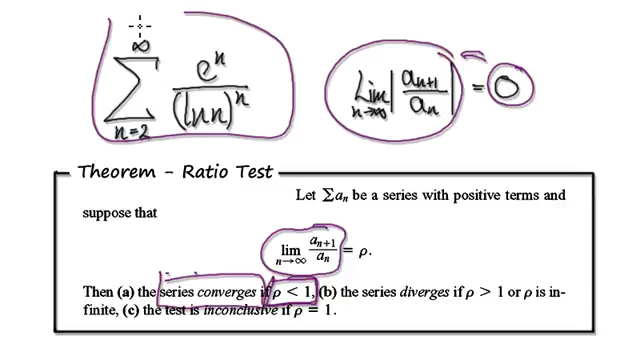 ∞
∑ eⁿ/(ln n)ⁿ
n=2
Lim |aₙ₊₁/aₙ| = 0
n→∞
Theorem - Ratio Test
Let ∑aₙ be a series with positive terms and
suppose that
lim aₙ₊₁/aₙ = ρ.
n→∞
Then (a) the series converges if ρ < 1, (b) the series diverges if ρ > 1 or ρ is in-
finite, (c) the test is inconclusive if ρ = 1.